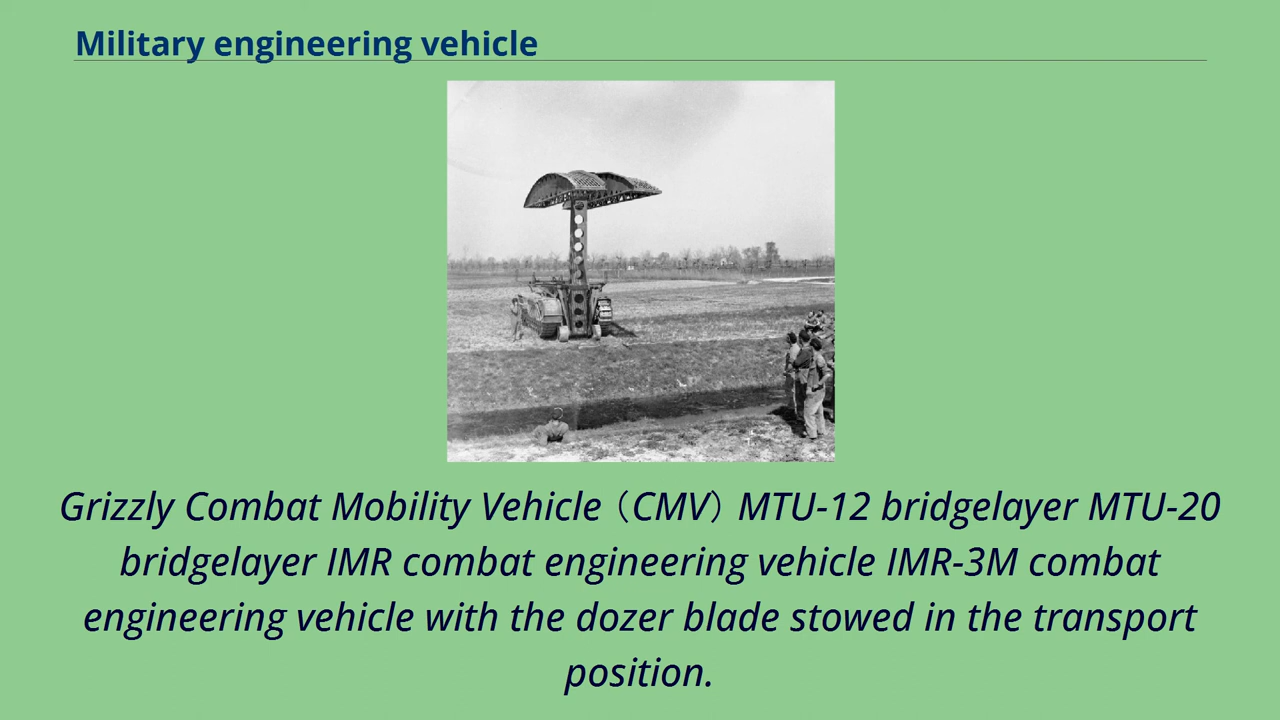 Military engineering vehicle
Grizzly Combat Mobility Vehicle（CMV）MTU-12 bridgelayer MTU-20
bridgelayer IMR combat engineering vehicle IMR-3M combat
engineering vehicle with the dozer blade stowed in the transport
position.